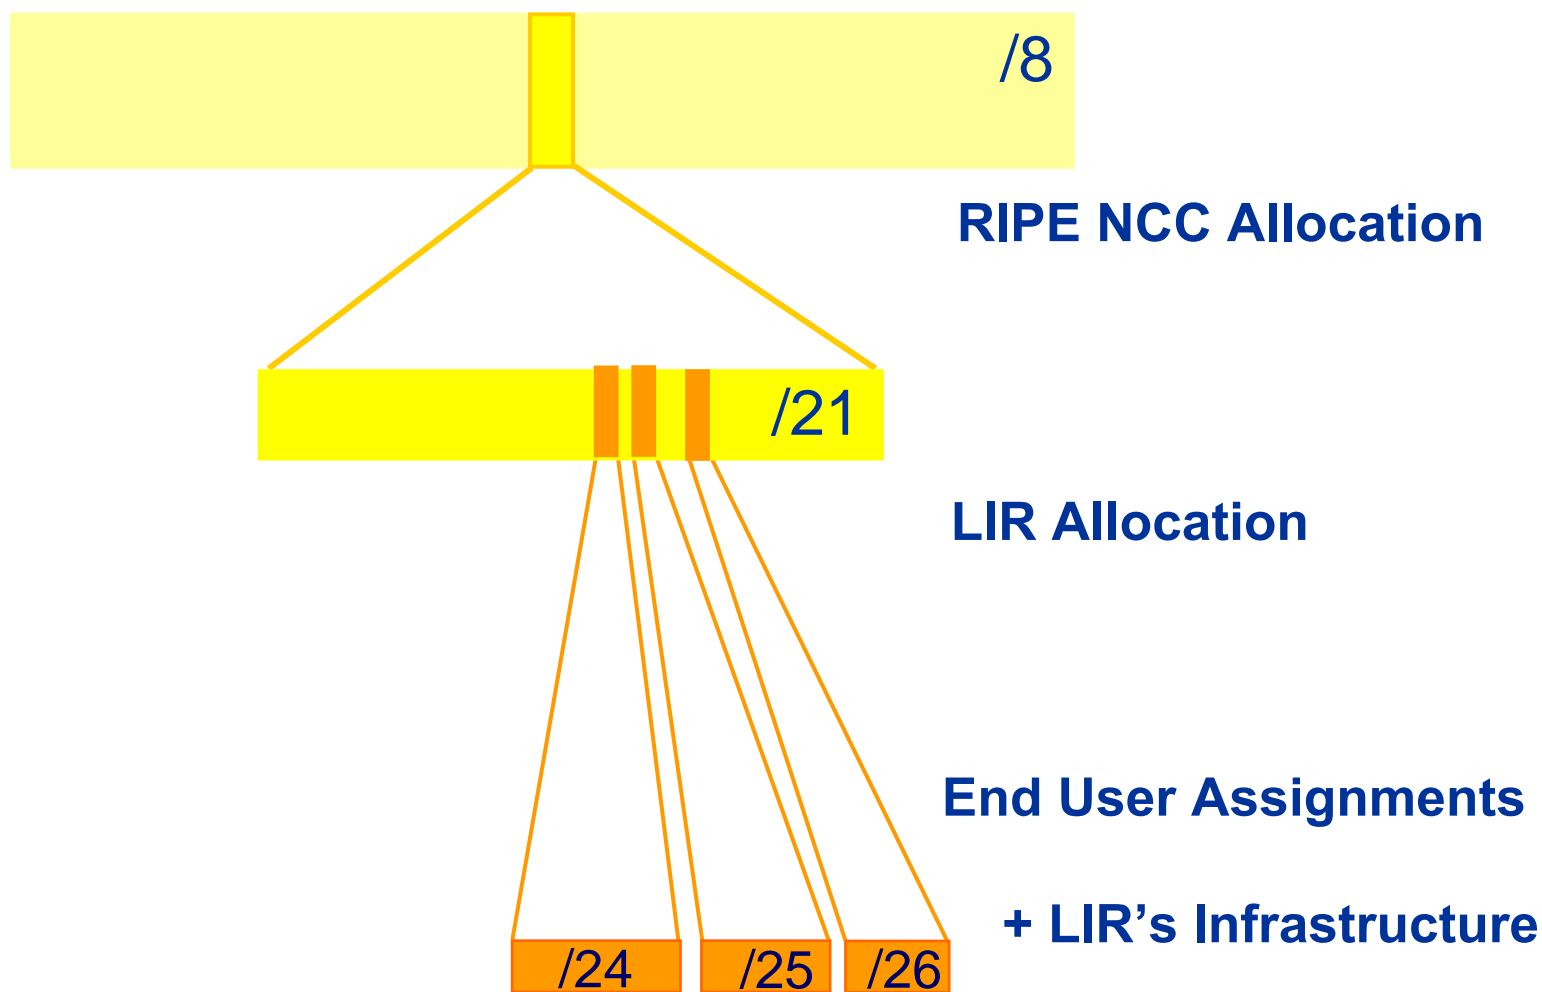 /8
RIPE NCC Allocation
/21
LIR Allocation
End User Assignments
+ LIR’s Infrastructure
/24 /25 /26